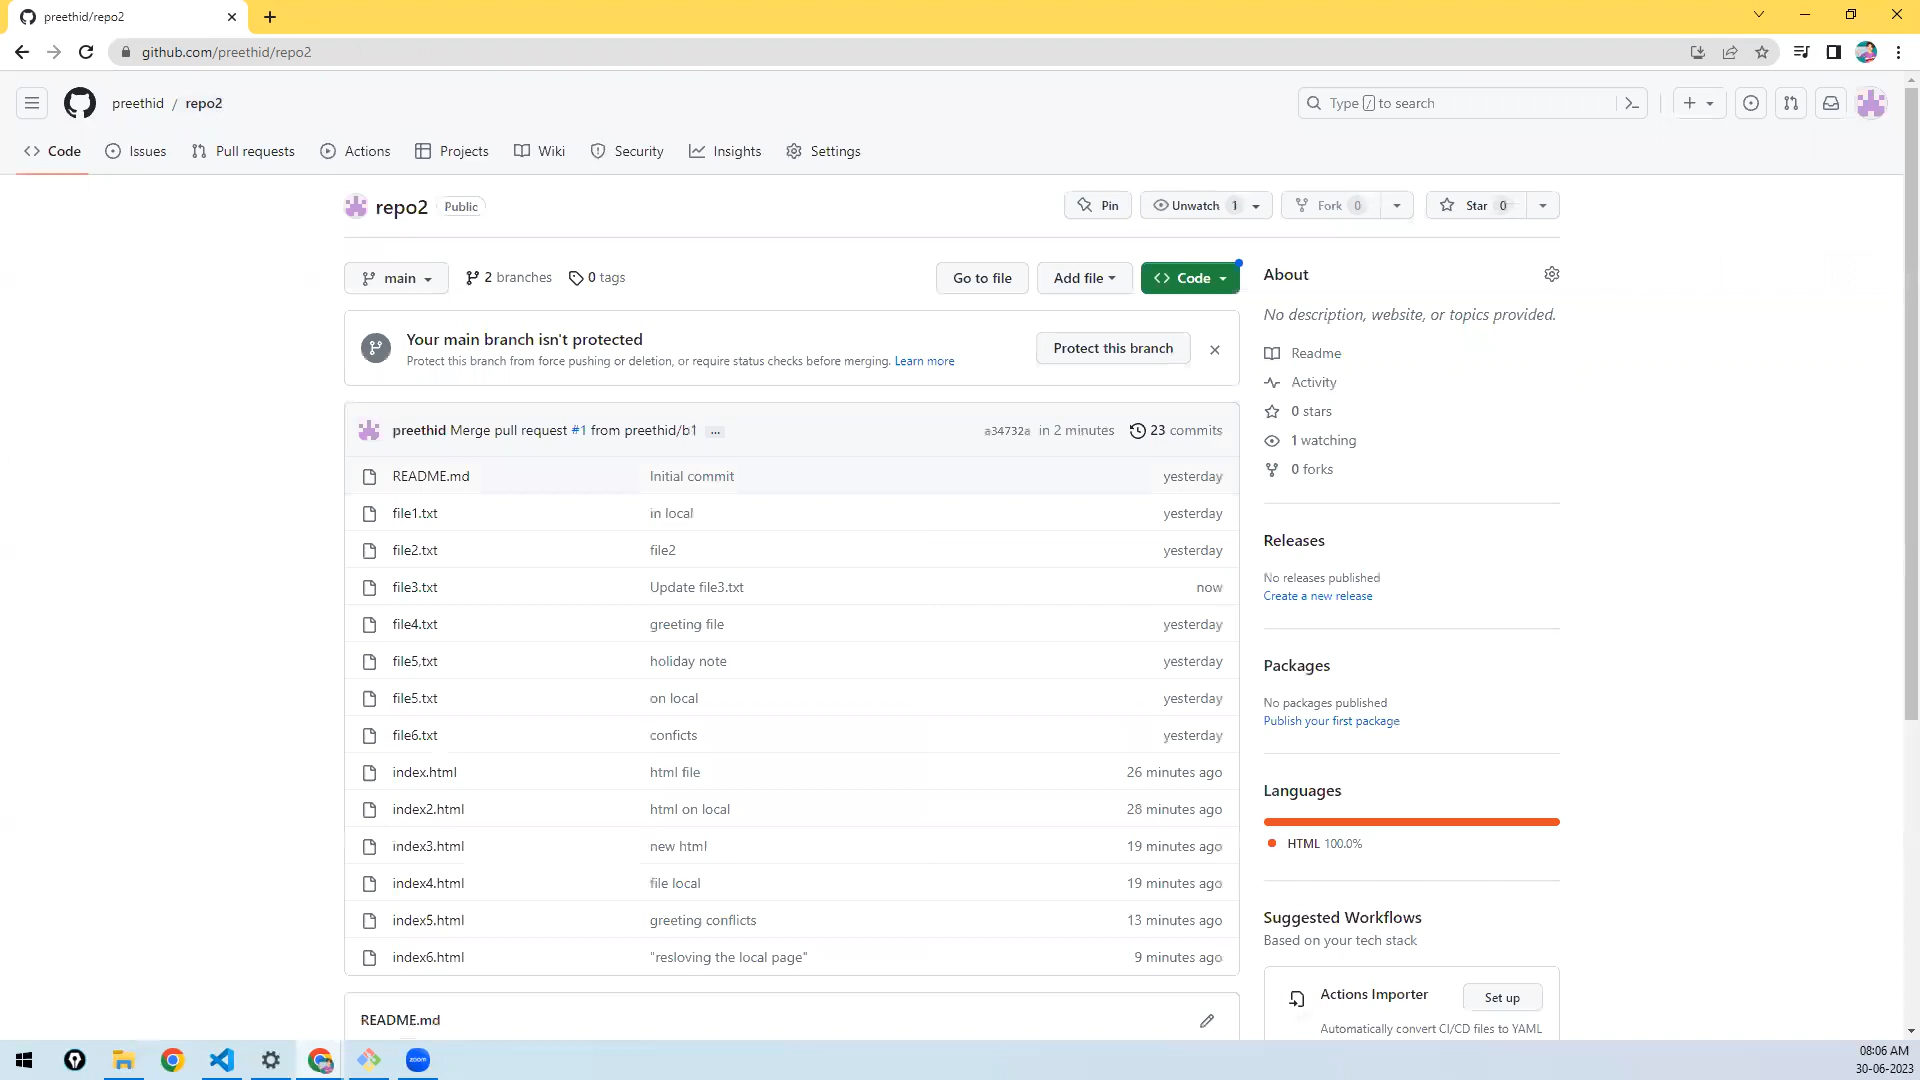 preethid/repo2
github.com/preethid/repo2
preethid / repo2
Type / to search
Code Issues Pull requests Actions Projects Wiki Security Insights Settings
repo2 Public
Pin Unwatch 1 Fork 0 Star 0
main 2 branches 0 tags Go to file Add file Code
Your main branch isn't protected
Protect this branch from force pushing or deletion, or require status checks before merging. Learn more
Protect this branch
preethid Merge pull request #1 from preethid/b1 ... a34732a in 2 minutes 23 commits
README.md Initial commit yesterday
file1.txt in local yesterday
file2.txt file2 yesterday
file3.txt Update file3.txt now
file4.txt greeting file yesterday
file5,txt holiday note yesterday
file5.txt on local yesterday
file6.txt conficts yesterday
index.html html file 26 minutes ago
index2.html html on local 28 minutes ago
index3.html new html 19 minutes ago
index4.html file local 19 minutes ago
index5.html greeting conflicts 13 minutes ago
index6.html "resloving the local page" 9 minutes ago
README.md
About
No description, website, or topics provided.
Readme
Activity
0 stars
1 watching
0 forks
Releases
No releases published
Create a new release
Packages
No packages published
Publish your first package
Languages
HTML 100.0%
Suggested Workflows
Based on your tech stack
Actions Importer Set up
Automatically convert CI/CD files to YAML
zoom
08:06 AM
30-06-2023